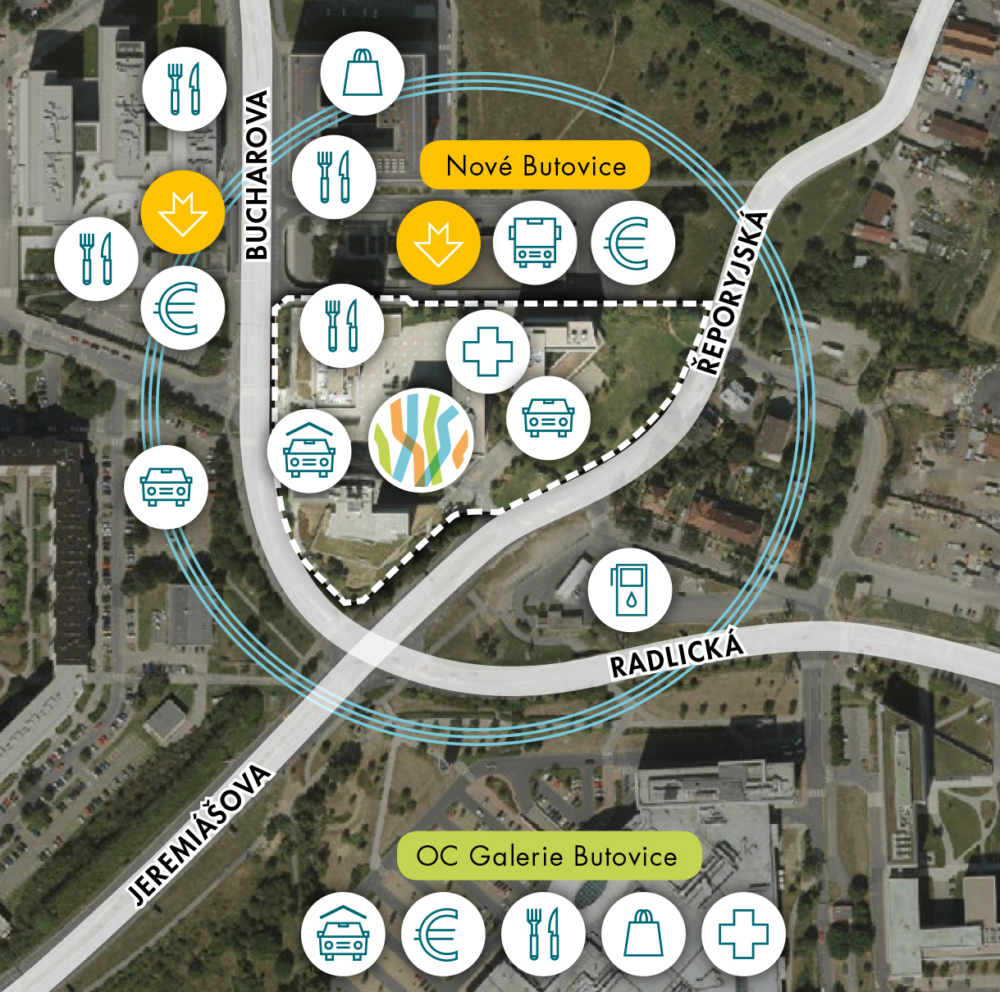 BUCHAROVA
Nové Butovice
ŘEPORYJSKÁ
RADLICKÁ
JEREMIÁŠOVA
OC Galerie Butovice